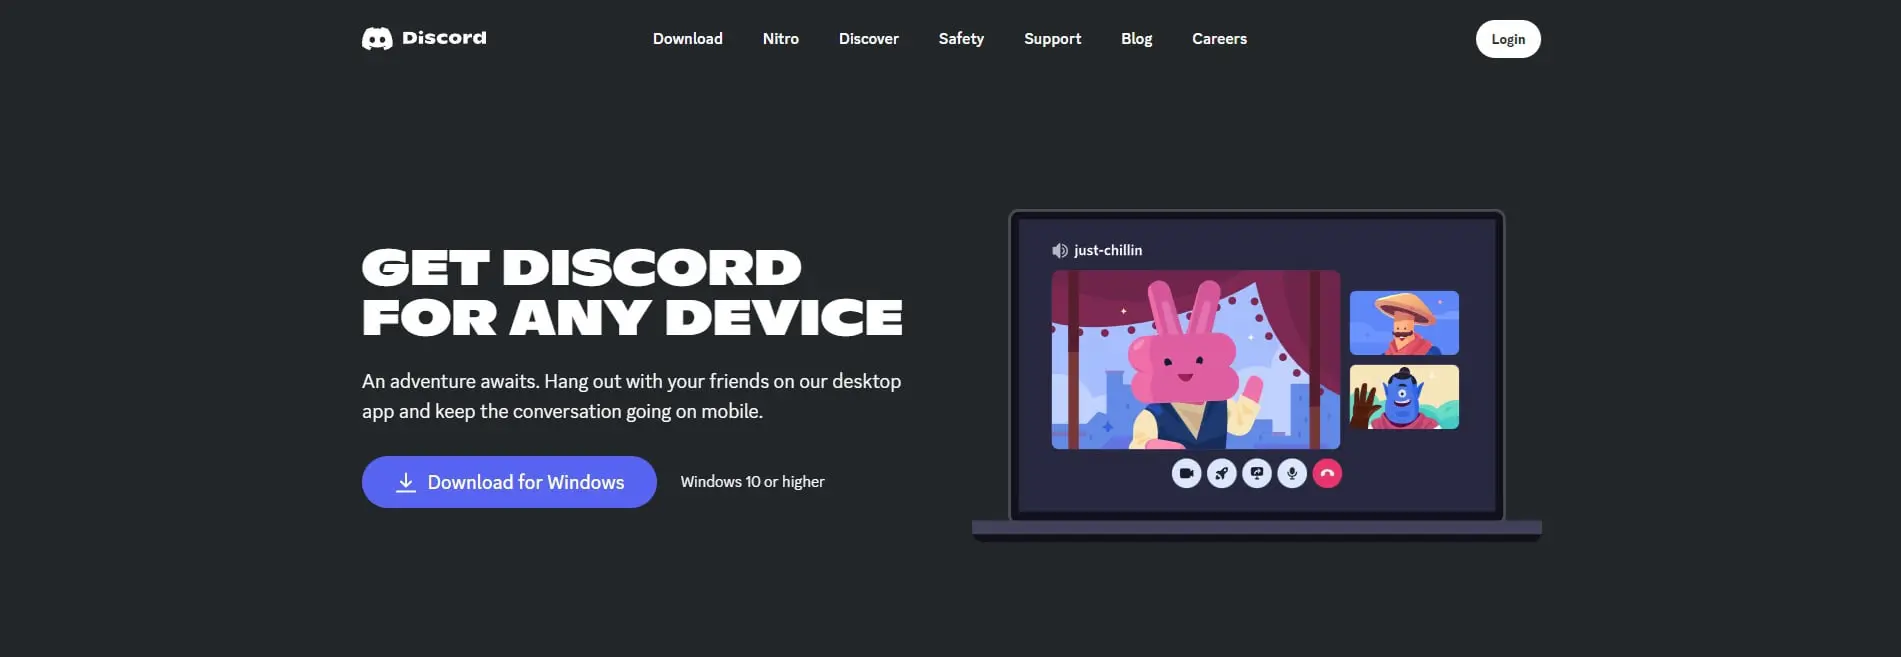 Discord
Download
Nitro
Discover
Safety
Support
Blog
Careers
Login
GET DISCORD
FOR ANY DEVICE
An adventure awaits. Hang out with your friends on our desktop
app and keep the conversation going on mobile.
Download for Windows
Windows 10 or higher
just-chillin